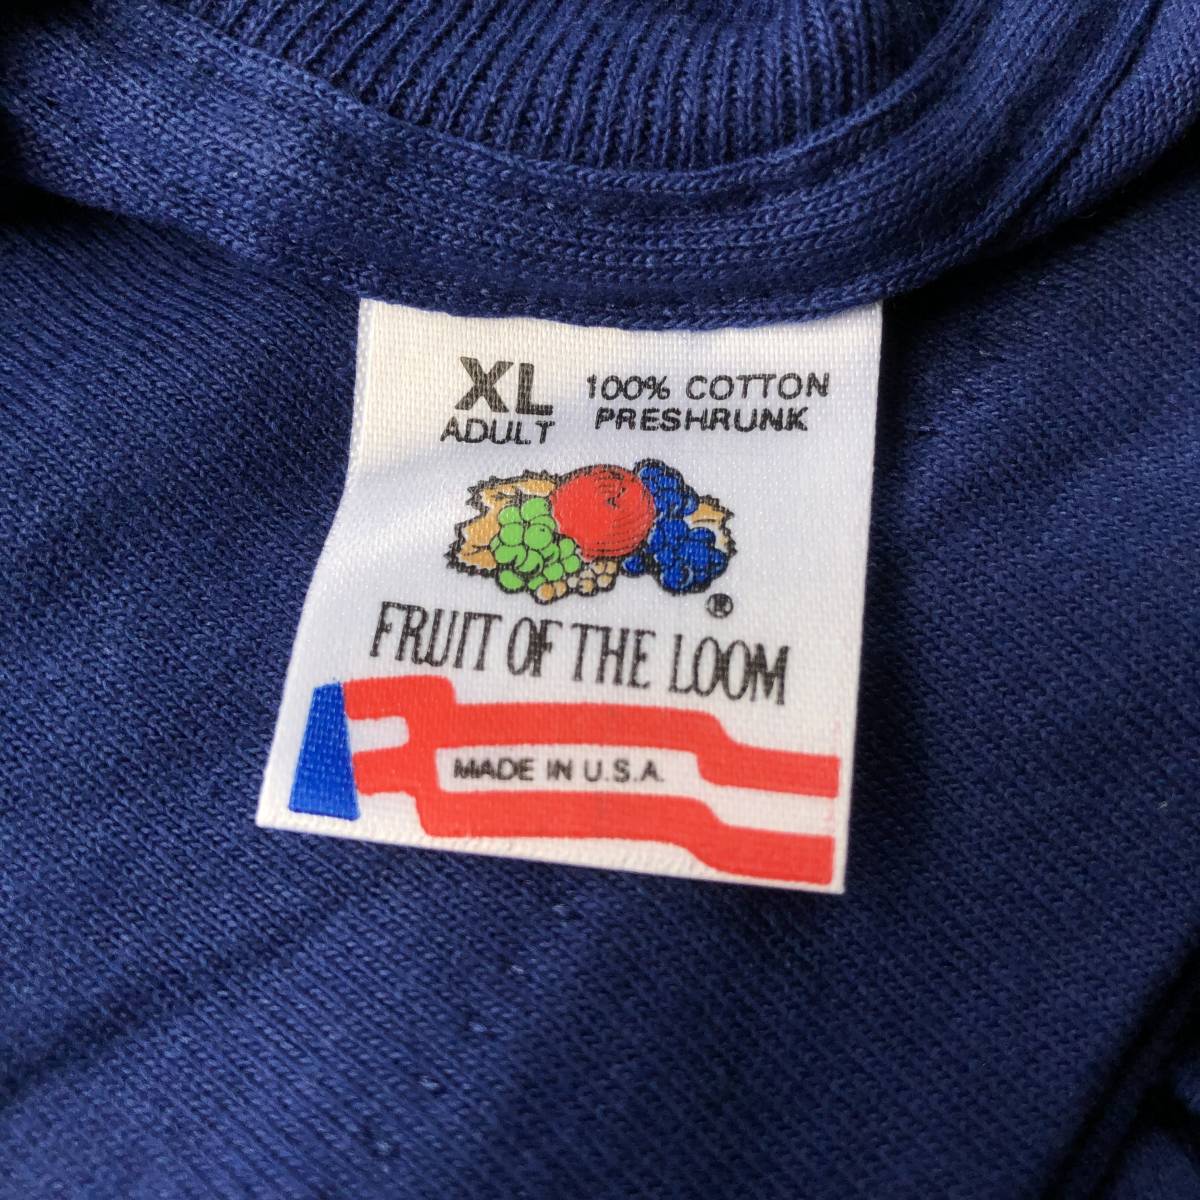 XL
ADULT
100% COTTON
PRESHRUNK
®
FRUIT OF THE LOOM
MADE IN U.S.A.